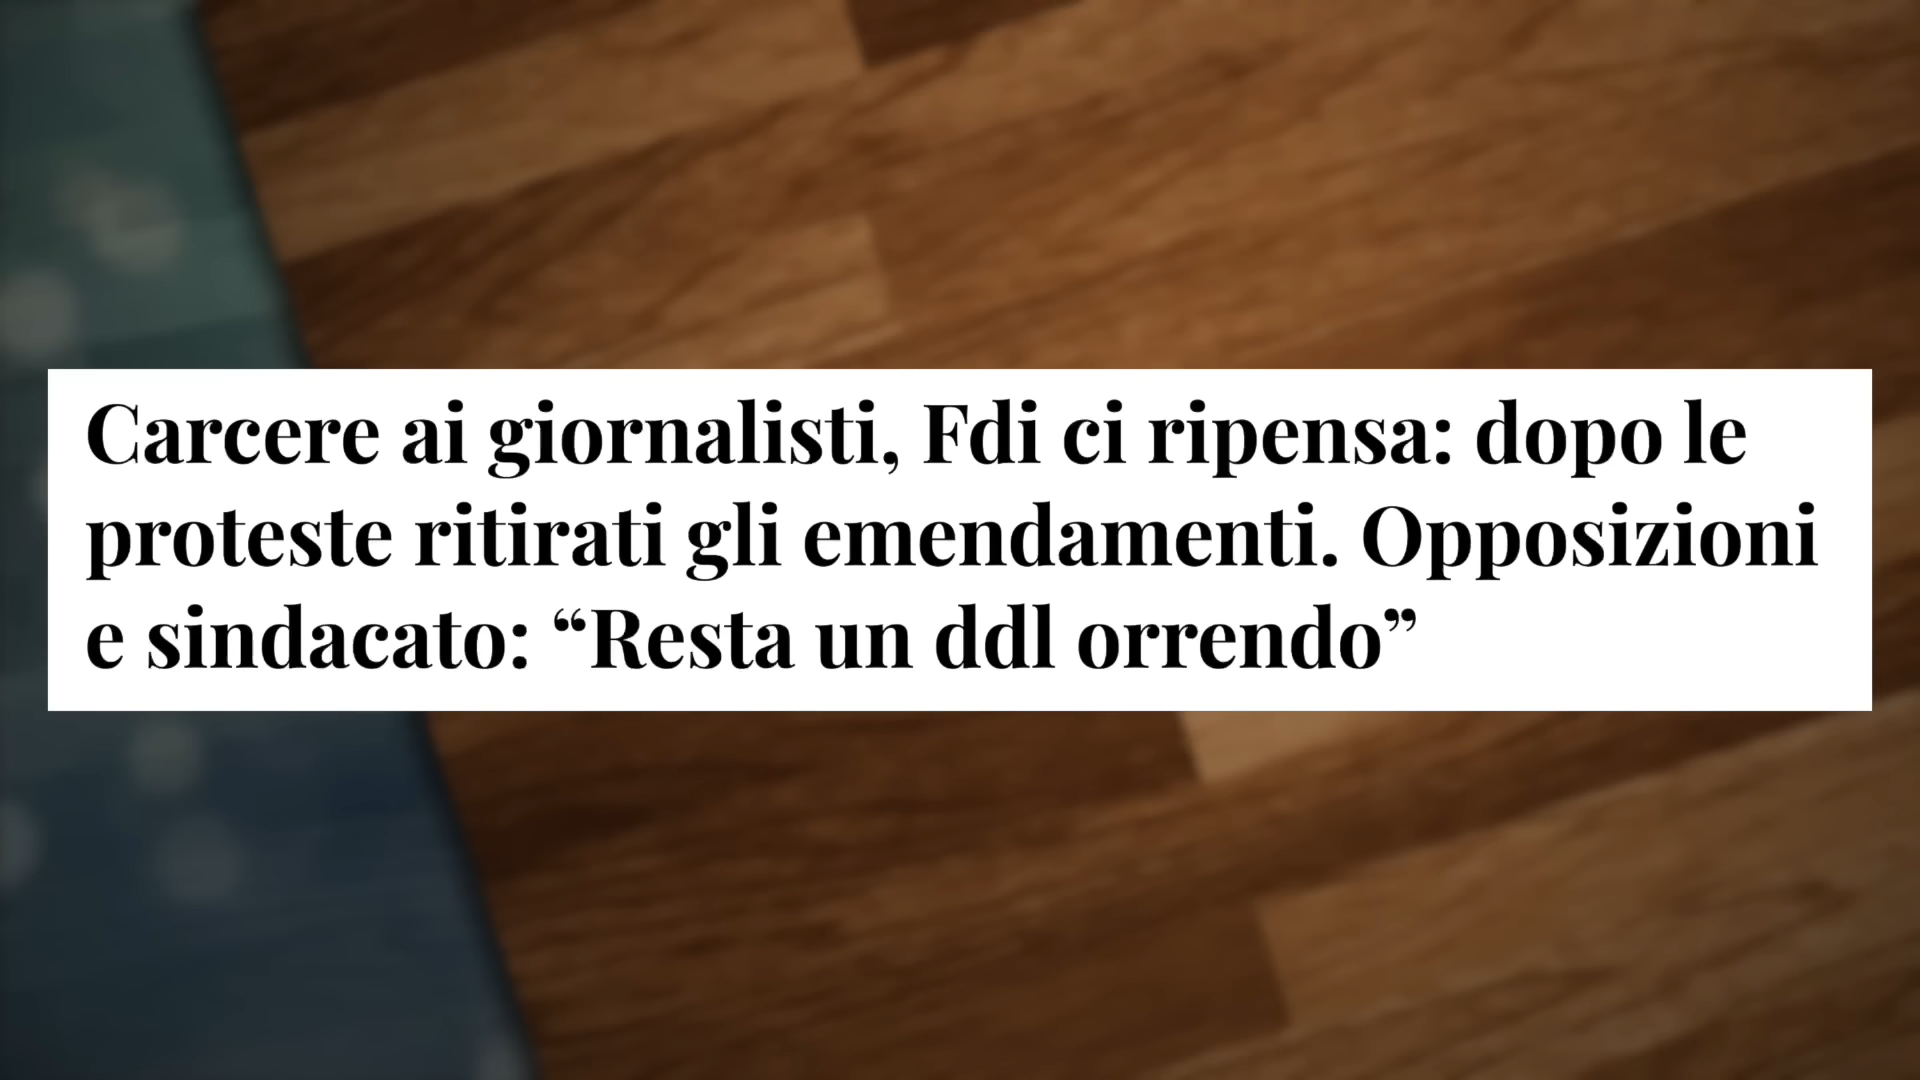 Carcere ai giornalisti, Fdi ci ripensa: dopo le
proteste ritirati gli emendamenti. Opposizioni
e sindacato: “Resta un ddl orrendo”